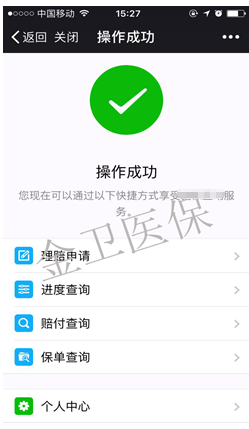 中国移动 15:27
返回 关闭 操作成功
操作成功
您现在可以通过以下快捷方式享受服
务。
理赔申请
进度查询
赔付查询
保单查询
个人中心
金卫医保